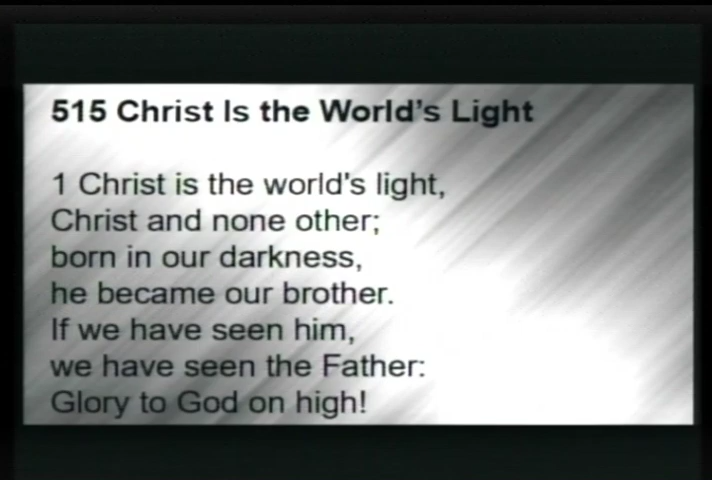 515 Christ Is the World's Light
1 Christ is the world's light,
Christ and none other;
born in our darkness,
he became our brother.
If we have seen him,
we have seen the Father:
Glory to God on high!